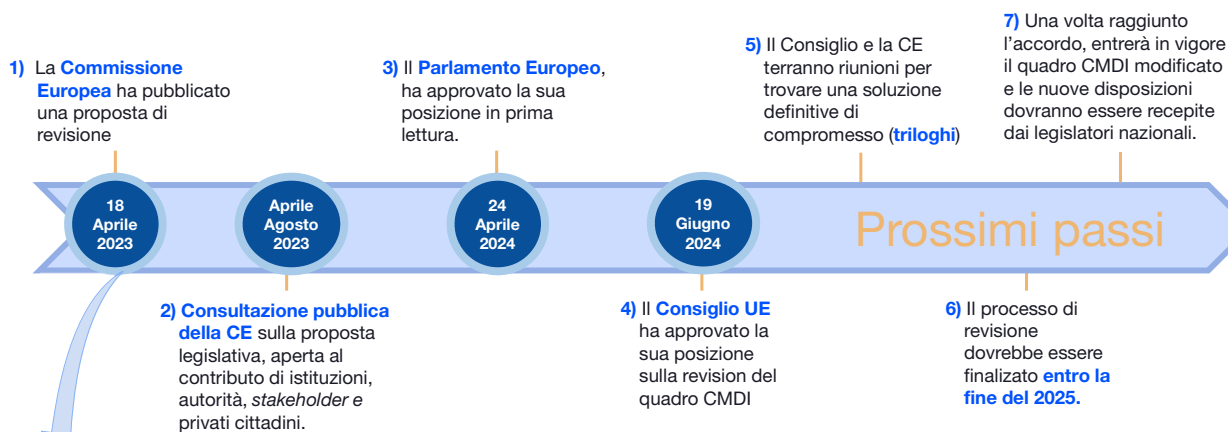 1) La Commissione
Europea ha pubblicato
una proposta di
revisione
3) Il Parlamento Europeo,
ha approvato la sua
posizione in prima
lettura.
5) Il Consiglio e la CE
terranno riunioni per
trovare una soluzione
definitive di
compromesso (triloghi)
7) Una volta raggiunto
l'accordo, entrerà in vigore
il quadro CMDI modificato
e le nuove disposizioni
dovranno essere recepite
dai legislatori nazionali.
18
Aprile
2023
Aprile
Agosto
2023
24
Aprile
2024
19
Giugno
2024
Prossimi passi
2) Consultazione pubblica
della CE sulla proposta
legislativa, aperta al
contributo di istituzioni,
autorità, stakeholder e
privati cittadini.
4) Il Consiglio UE
ha approvato la
sua posizione
sulla revision del
quadro CMDI
6) Il processo di
revisione
dovrebbe essere
finalizzato entro la
fine del 2025.